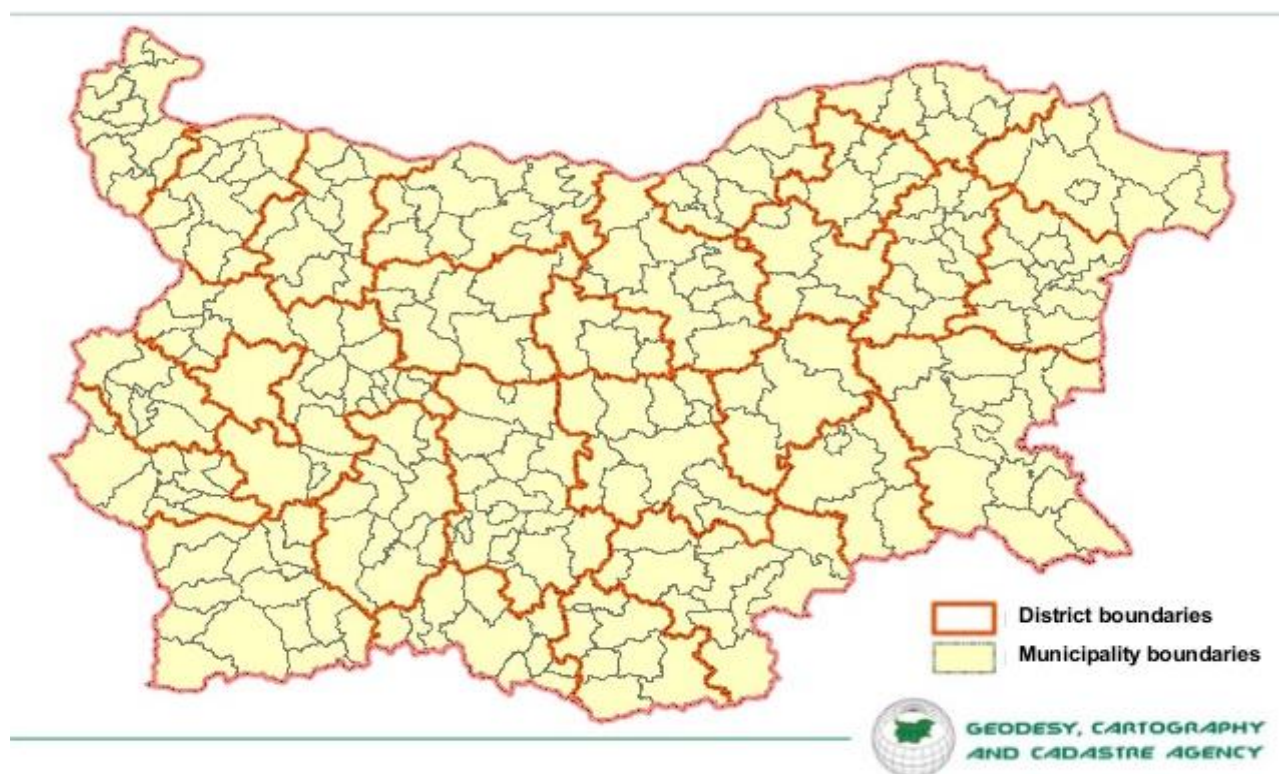 District boundaries
Municipality boundaries
GEODESY, CARTOGRAPHY
AND CADASTRE AGENCY